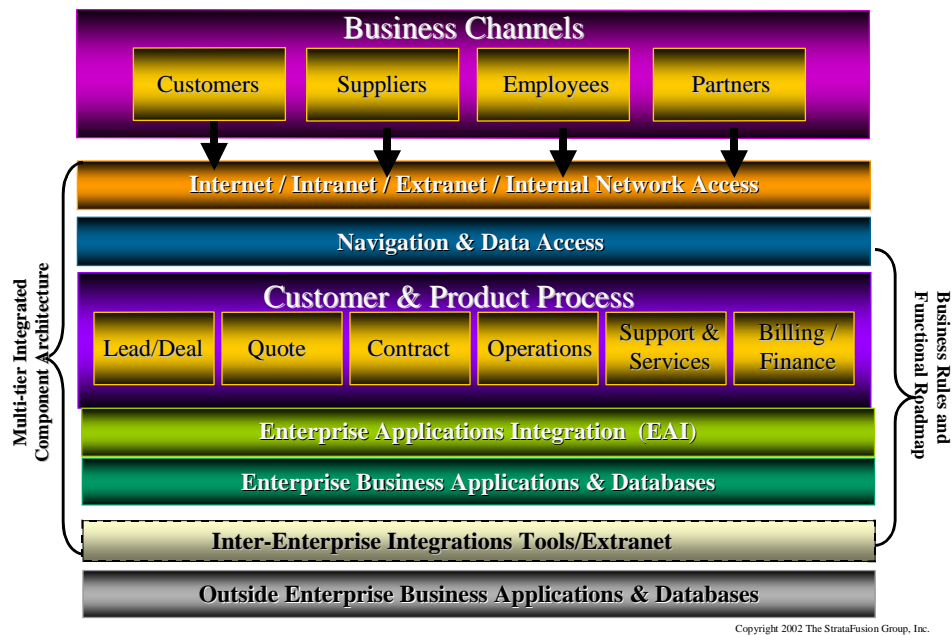 Business Channels
Customers
Suppliers
Employees
Partners
Internet / Intranet / Extranet / Internal Network Access
Navigation & Data Access
Customer & Product Process
Lead/Deal
Quote
Contract
Operations
Support &
Services
Billing /
Finance
Enterprise Applications Integration (EAI)
Enterprise Business Applications & Databases
Inter-Enterprise Integrations Tools/Extranet
Outside Enterprise Business Applications & Databases
Multi-tier Integrated
Component Architecture
Business Rules and
Functional Roadmap
Copyright 2002 The StrataFusion Group, Inc.